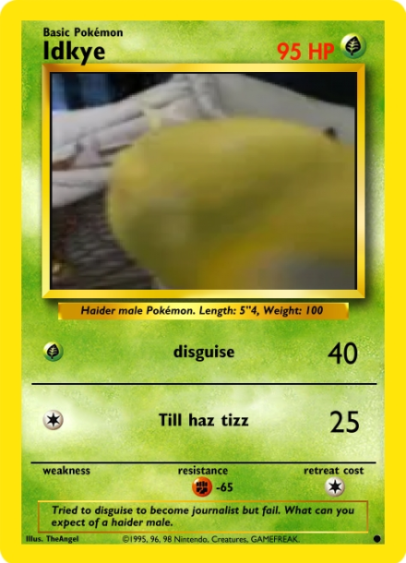 Basic Pokémon
Idkye
95 HP
Haider male Pokémon. Length: 5"4, Weight: 100
disguise 40
Till haz tizz 25
weakness resistance retreat cost
-65
Tried to disguise to become journalist but fail. What can you
expect of a haider male.
Illus. TheAngel ©1995, 96, 98 Nintendo, Creatures, GAMEFREAK.